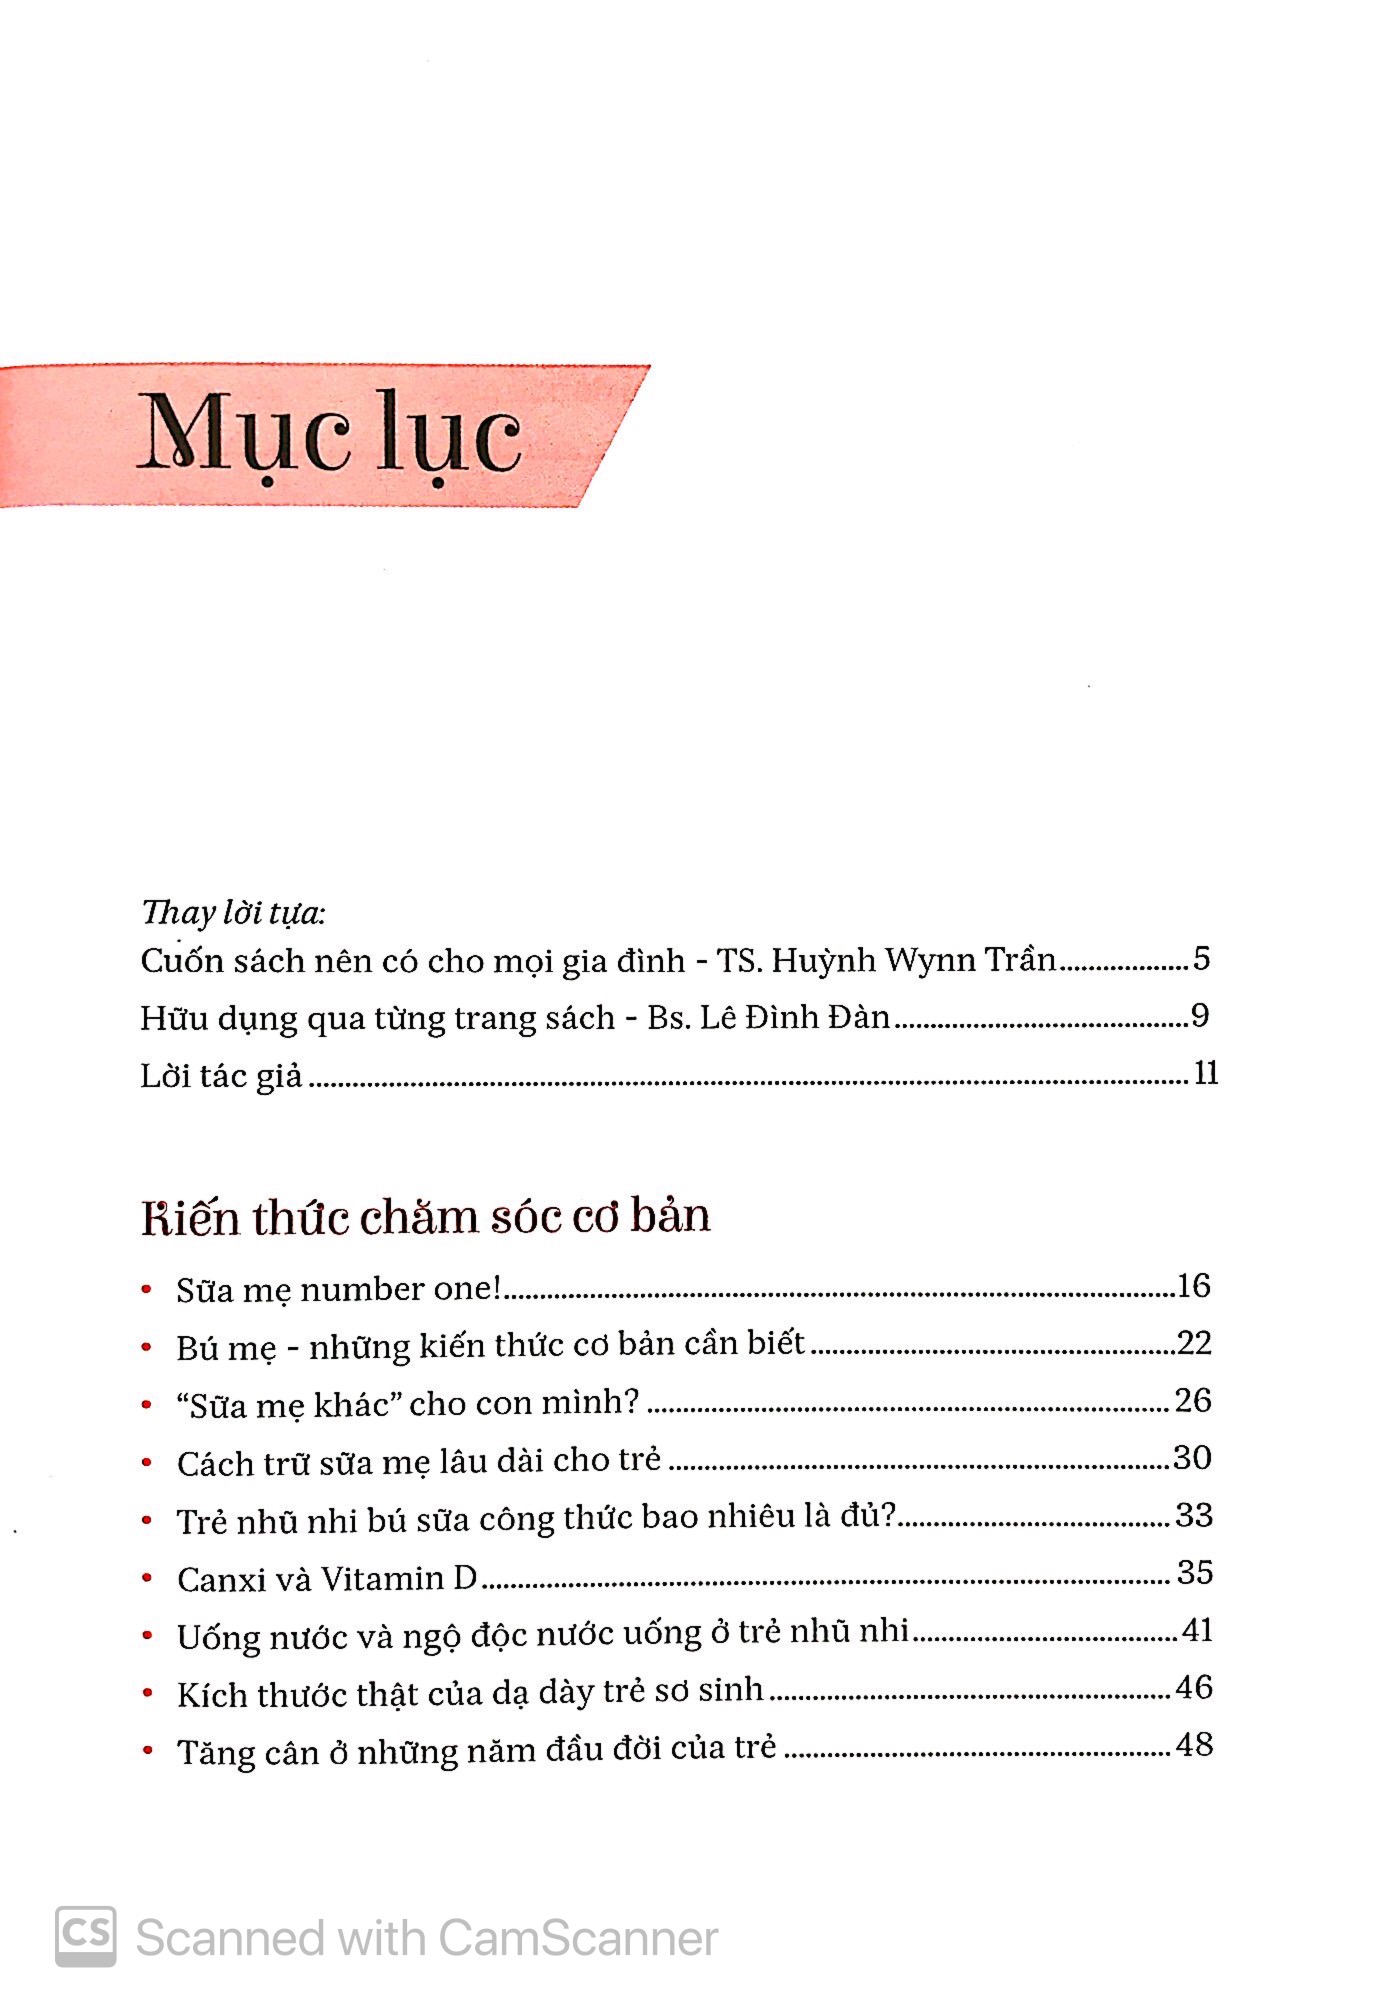 Mục lục
Thay lời tựa:
Cuốn sách nên có cho mọi gia đình - TS. Huỳnh Wynn Trần..................5
Hữu dụng qua từng trang sách - Bs. Lê Đình Đàn.........................................9
Lời tác giả.......................................................................................................................... 11
Kiến thức chăm sóc cơ bản
• Sữa mẹ number one!.............................................................................................16
• Bú mẹ - những kiến thức cơ bản cần biết...................................................22
• “Sữa mẹ khác” cho con mình?........................................................................ 26
• Cách trữ sữa mẹ lâu dài cho trẻ.....................................................................30
• Trẻ nhũ nhi bú sữa công thức bao nhiêu là đủ?...................................... 33
• Canxi và Vitamin D............................................................................................... 35
• Uống nước và ngộ độc nước uống ở trẻ nhũ nhi.....................................41
• Kích thước thật của dạ dày trẻ sơ sinh........................................................46
• Tăng cân ở những năm đầu đời của trẻ......................................................48
CS Scanned with CamScanner